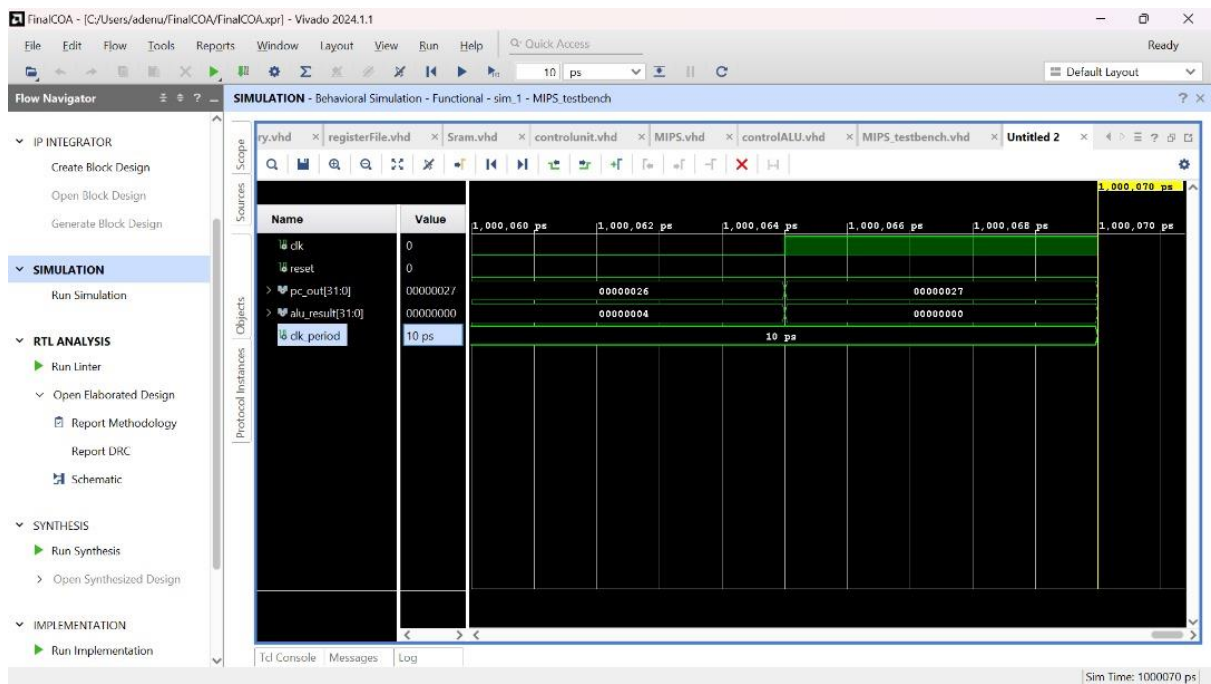 FinalCOA - [C:/Users/adenu/FinalCOA/FinalCOA.xpr] - Vivado 2024.1.1
File Edit Flow Tools Reports Window Layout View Run Help Quick Access Ready
10 ps Default Layout
Flow Navigator SIMULATION - Behavioral Simulation - Functional - sim_1 - MIPS_testbench
IP INTEGRATOR
Create Block Design
Open Block Design
Generate Block Design
SIMULATION
Run Simulation
RTL ANALYSIS
Run Linter
Open Elaborated Design
Report Methodology
Report DRC
Schematic
SYNTHESIS
Run Synthesis
Open Synthesized Design
IMPLEMENTATION
Run Implementation
Scope
Sources
Objects
Protocol Instances
ry.vhd registerFile.vhd Sram.vhd controlunit.vhd MIPS.vhd controlALU.vhd MIPS_testbench.vhd Untitled 2
1,000,070 ps
Name Value 1,000,060 ps 1,000,062 ps 1,000,064 ps 1,000,066 ps 1,000,068 ps 1,000,070 ps
clk 0
reset 0
pc_out[31:0] 00000027 00000026 00000027
alu_result[31:0] 00000000 00000004 00000000
clk_period 10 ps 10 ps
Tcl Console Messages Log
Sim Time: 1000070 ps